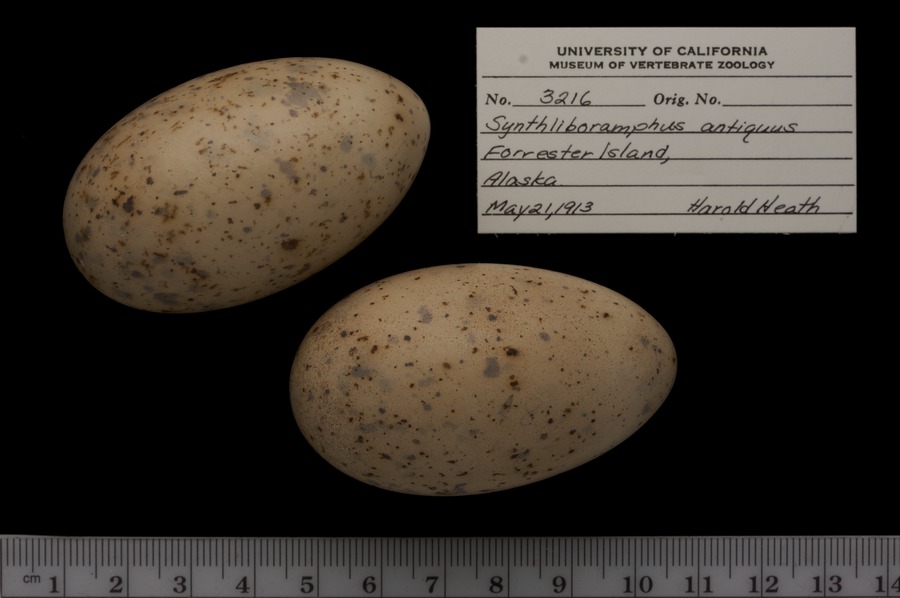 UNIVERSITY OF CALIFORNIA
MUSEUM OF VERTEBRATE ZOOLOGY
No. 3216 Orig. No.
Synthliboramphus antiquus
Forrester Island,
Alaska
May 21, 1913 Harold Heath
cm 1 2 3 4 5 6 7 8 9 10 11 12 13 14